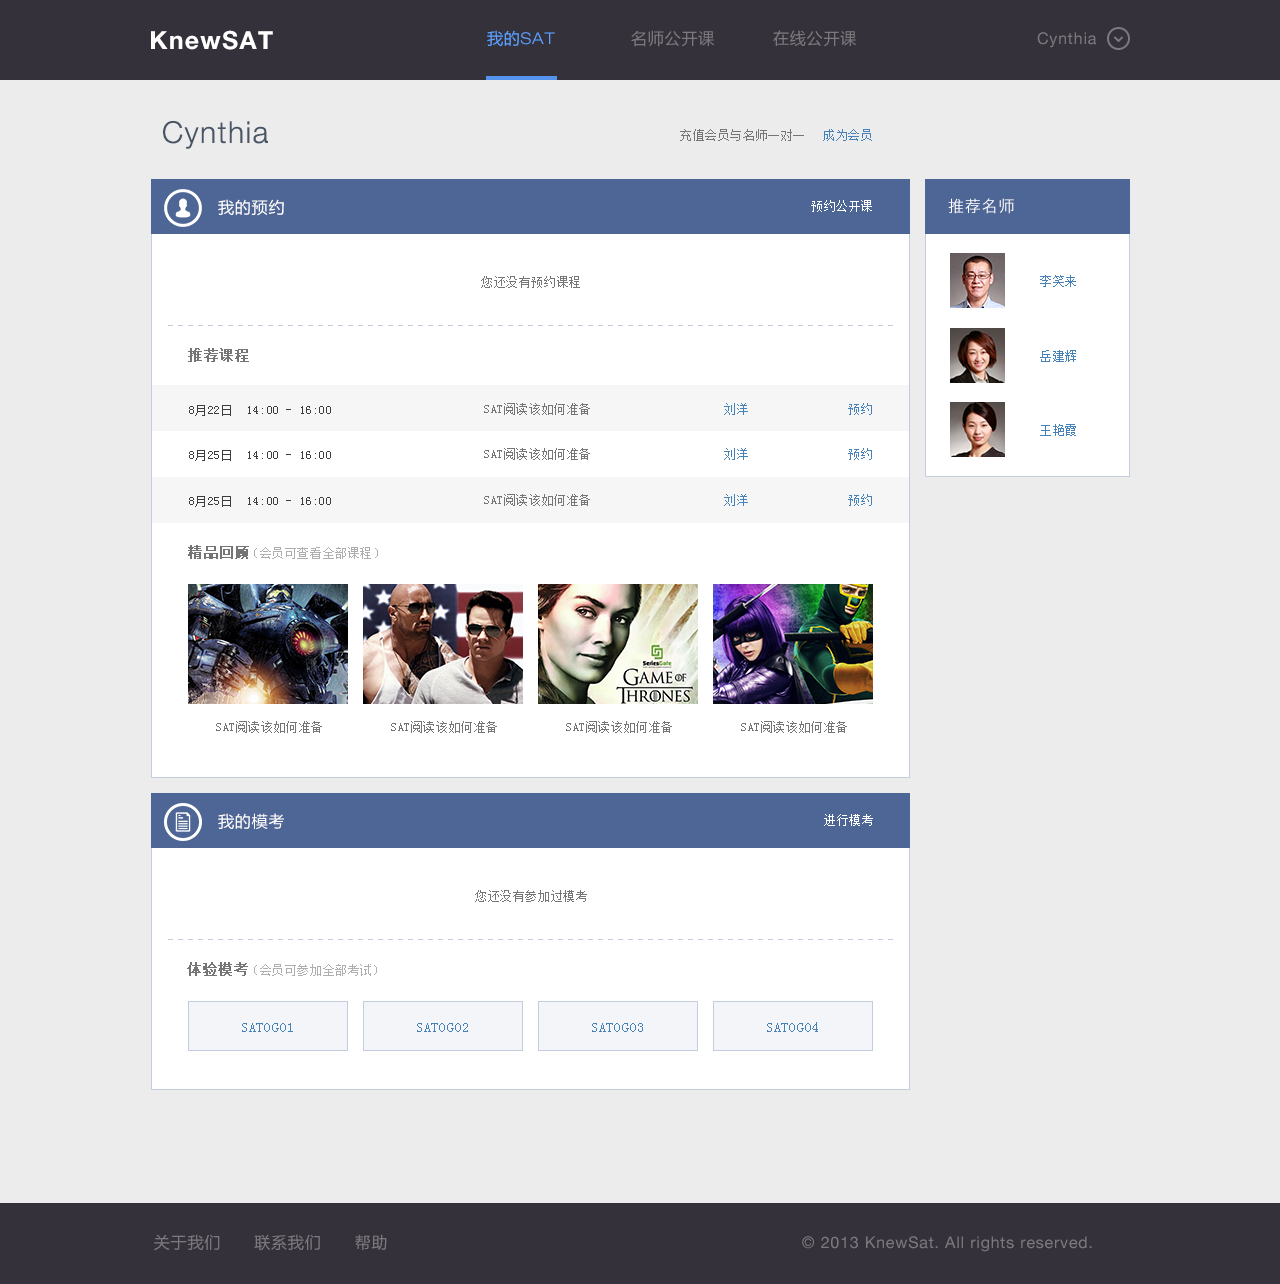 KnewSAT 我的SAT 名师公开课 在线公开课 Cynthia
Cynthia 充值会员与名师一对一 成为会员
我的预约 预约公开课 推荐名师
您还没有预约课程
李笑来
推荐课程
岳建辉
8月22日 14:00 - 16:00 SAT阅读该如何准备 刘洋 预约
王艳霞
8月25日 14:00 - 16:00 SAT阅读该如何准备 刘洋 预约
8月25日 14:00 - 16:00 SAT阅读该如何准备 刘洋 预约
精品回顾（会员可查看全部课程）
SeriesGate
GAME OF
THRONES
SAT阅读该如何准备 SAT阅读该如何准备 SAT阅读该如何准备 SAT阅读该如何准备
我的模考 进行模考
您还没有参加过模考
体验模考（会员可参加全部考试）
SATOG01 SATOG02 SATOG03 SATOG04
关于我们 联系我们 帮助 © 2013 KnewSat. All rights reserved.